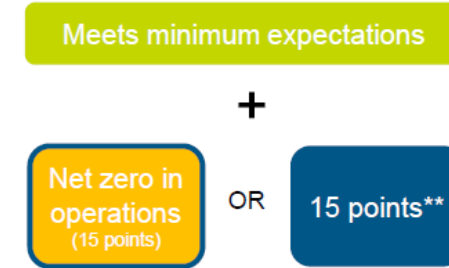 Meets minimum expectations
+
Net zero in
operations
(15 points)
OR
15 points**